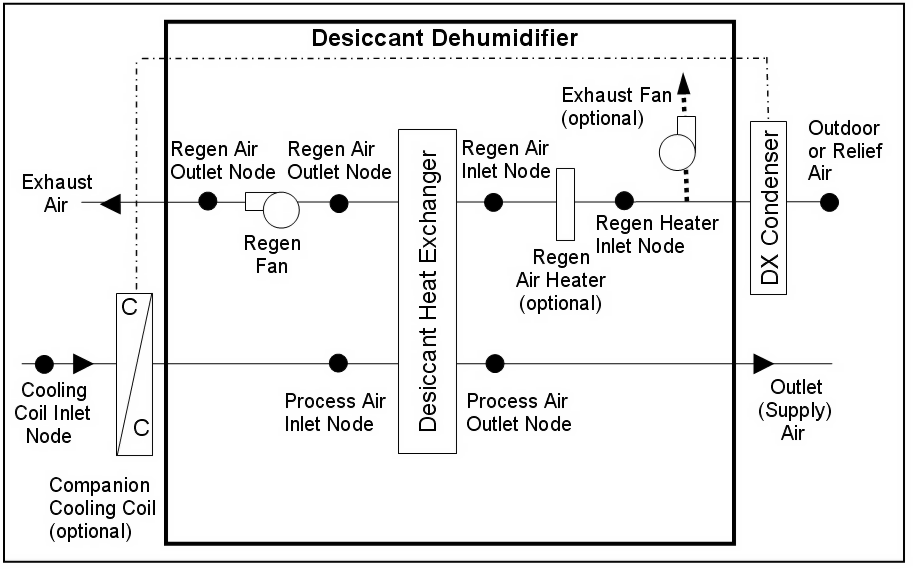 Desiccant Dehumidifier
Exhaust Fan
(optional)
Regen Air
Outlet Node
Regen Air
Outlet Node
Regen Air
Inlet Node
Outdoor
or Relief
Air
Exhaust
Air
Regen
Fan
Desiccant Heat Exchanger
Regen
Air Heater
(optional)
Regen Heater
Inlet Node
DX Condenser
C
C
Cooling
Coil Inlet
Node
Process Air
Inlet Node
Process Air
Outlet Node
Outlet
(Supply)
Air
Companion
Cooling Coil
(optional)